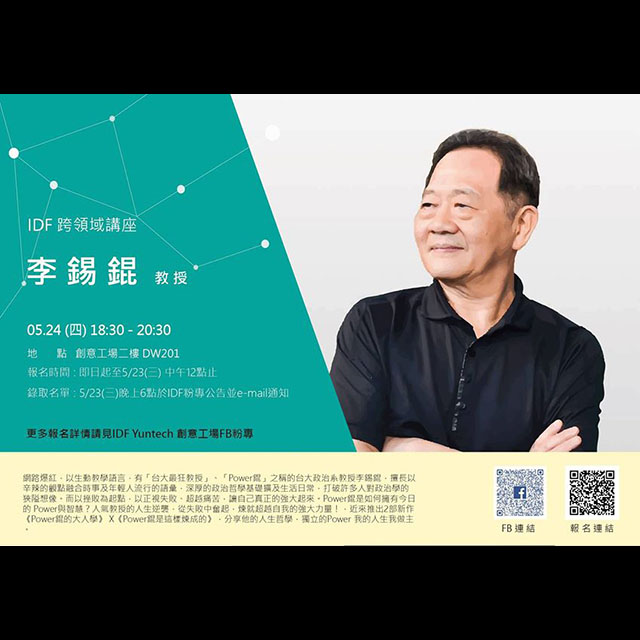 IDF 跨領域講座
李錫錕 教授
05.24 (四) 18:30 - 20:30
地 點 創意工場二樓 DW201
報名時間 : 即日起至5/23(三) 中午12點止
錄取名單 : 5/23(三)晚上6點於IDF粉專公告並e-mail通知
更多報名詳情請見IDF Yuntech 創意工場FB粉專
網路爆紅，以生動教學語言，有「台大最狂教授」、「Power錕」之稱的台大政治系教授李錫錕，擅長以
辛辣的觀點融合時事及年輕人流行的語彙，深厚的政治哲學基礎擴及生活日常，打破許多人對政治學的
狹隘想像。而以挫敗為起點，以正視失敗，超越痛苦，讓自己真正的強大起來。Power錕是如何擁有今日
的 Power與智慧？人氣教授的人生逆襲，從失敗中奮起，煉就超越自我的強大力量！，近來推出2部新作
《Power錕的大人學》 X《Power錕是這樣煉成的》，分享他的人生哲學，獨立的Power 我的人生我做主
。
FB 連結
報名連結